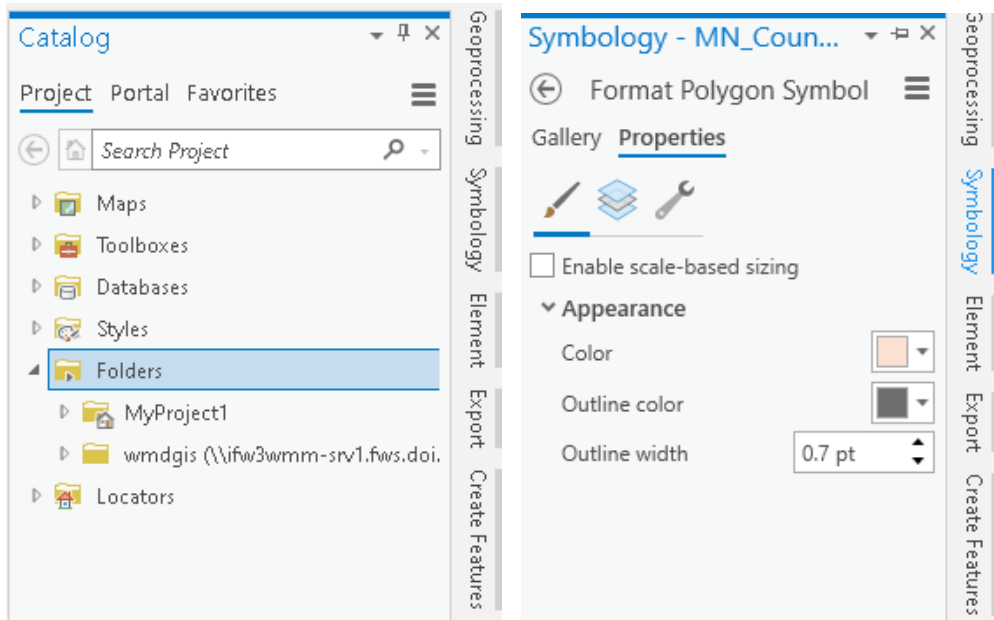 Catalog
Project Portal Favorites
Search Project
Maps
Toolboxes
Databases
Styles
Folders
MyProject1
wmdgis (\\ifw3wmm-srv1.fws.doi.
Locators
Geoprocessing
Symbology
Element
Export
Create Features
Symbology - MN_Coun...
Format Polygon Symbol
Gallery Properties
Enable scale-based sizing
Appearance
Color
Outline color
Outline width 0.7 pt
Geoprocessing
Symbology
Element
Export
Create Features